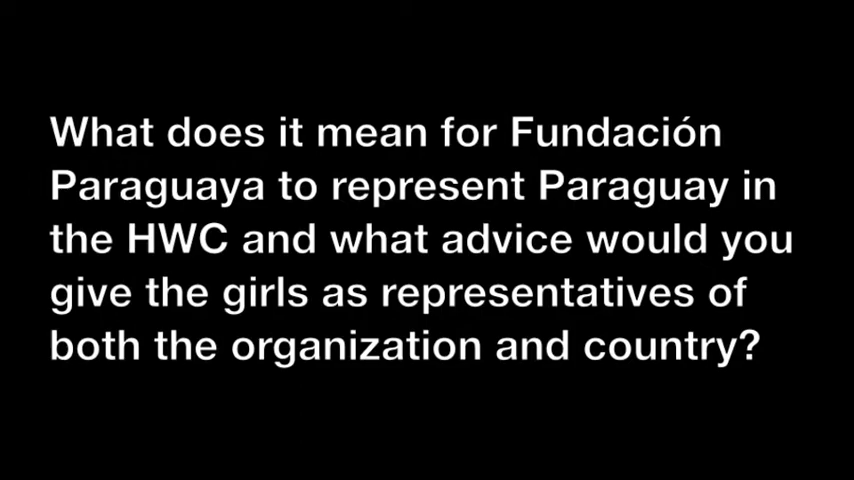 What does it mean for Fundación
Paraguaya to represent Paraguay in
the HWC and what advice would you
give the girls as representatives of
both the organization and country?